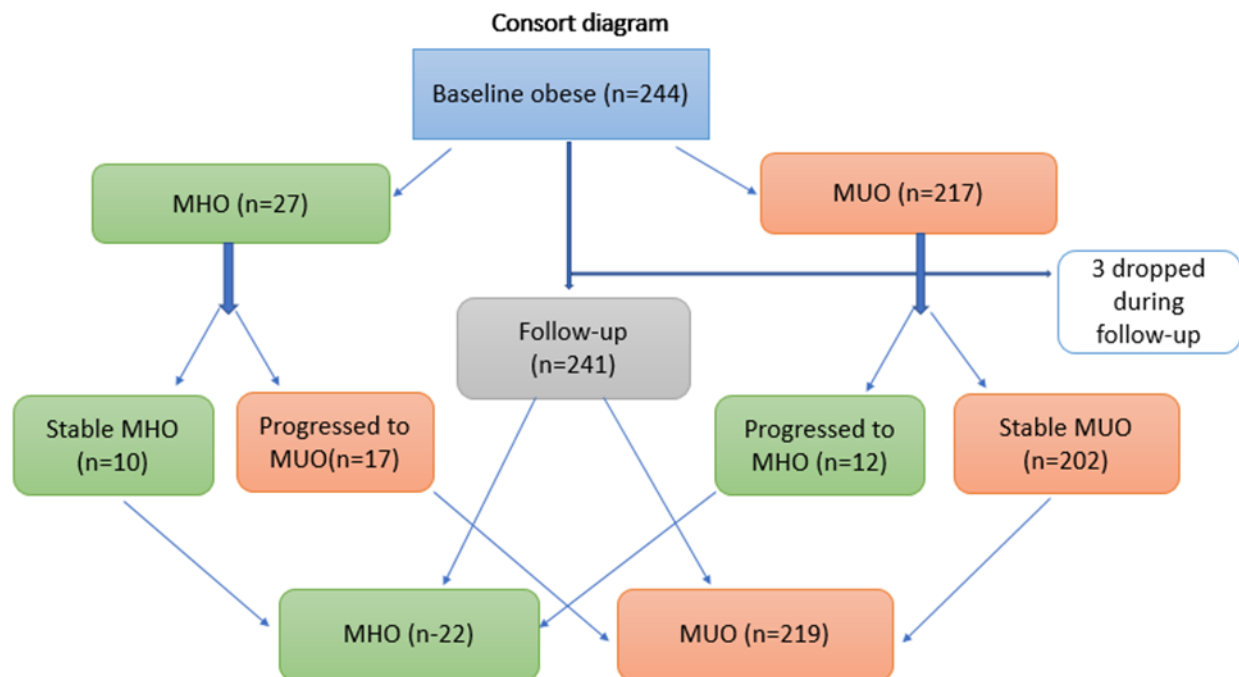 Consort diagram
Baseline obese (n=244)
MHO (n=27)
MUO (n=217)
3 dropped
during
follow-up
Follow-up
(n=241)
Stable MHO
(n=10)
Progressed to
MUO(n=17)
Progressed to
MHO (n=12)
Stable MUO
(n=202)
MHO (n-22)
MUO (n=219)